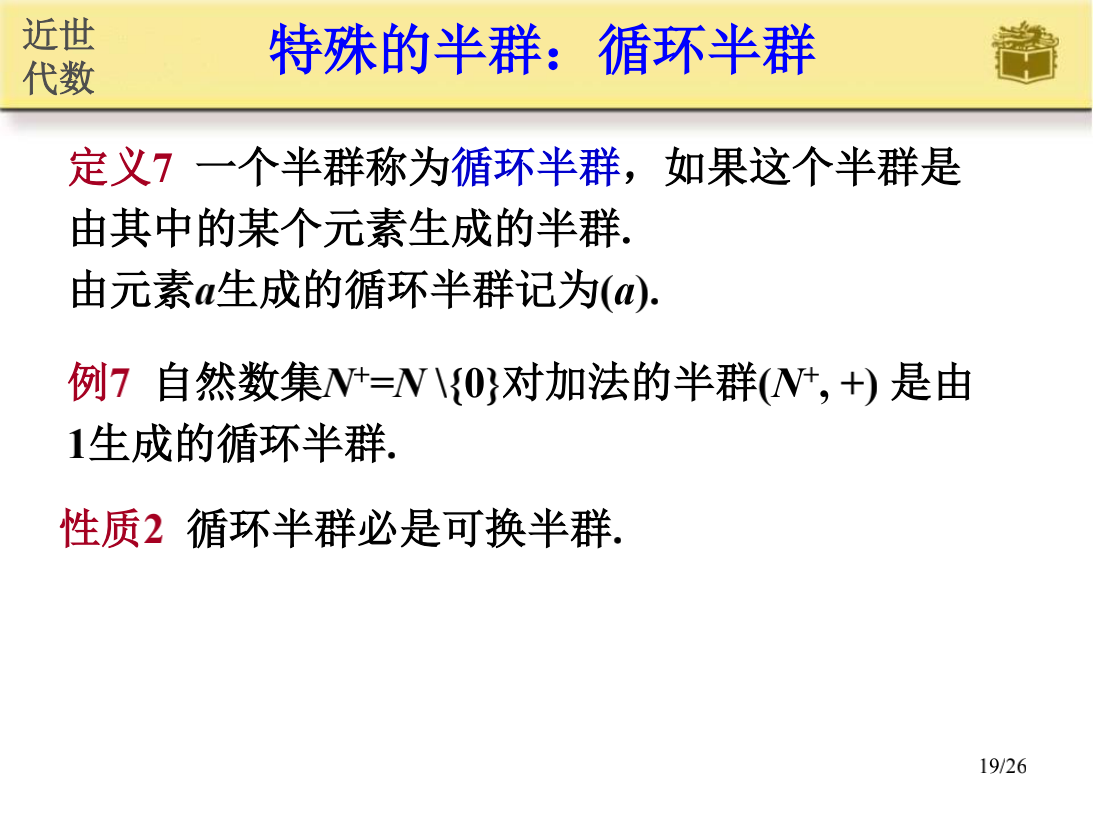 近世
代数
特殊的半群：循环半群
定义7 一个半群称为循环半群，如果这个半群是
由其中的某个元素生成的半群.
由元素a生成的循环半群记为(a).
例7 自然数集N⁺=N \{0}对加法的半群(N⁺, +) 是由
1生成的循环半群.
性质2 循环半群必是可换半群.
19/26